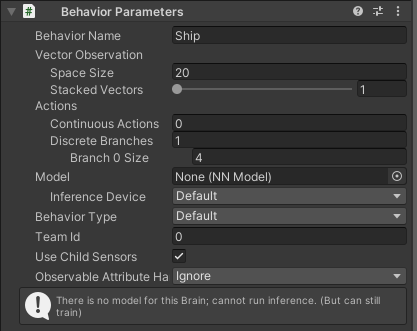 Behavior Parameters
Behavior Name Ship
Vector Observation
Space Size 20
Stacked Vectors 1
Actions
Continuous Actions 0
Discrete Branches 1
Branch 0 Size 4
Model None (NN Model)
Inference Device Default
Behavior Type Default
Team Id 0
Use Child Sensors
Observable Attribute Ha Ignore
There is no model for this Brain; cannot run inference. (But can still
train)